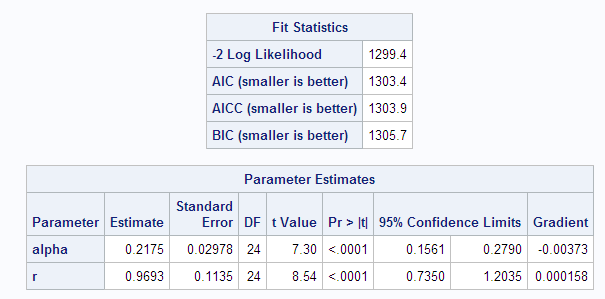 Fit Statistics
-2 Log Likelihood 1299.4
AIC (smaller is better) 1303.4
AICC (smaller is better) 1303.9
BIC (smaller is better) 1305.7
Parameter Estimates
Parameter Estimate Standard Error DF t Value Pr > |t| 95% Confidence Limits Gradient
alpha 0.2175 0.02978 24 7.30 <.0001 0.1561 0.2790 -0.00373
r 0.9693 0.1135 24 8.54 <.0001 0.7350 1.2035 0.000158